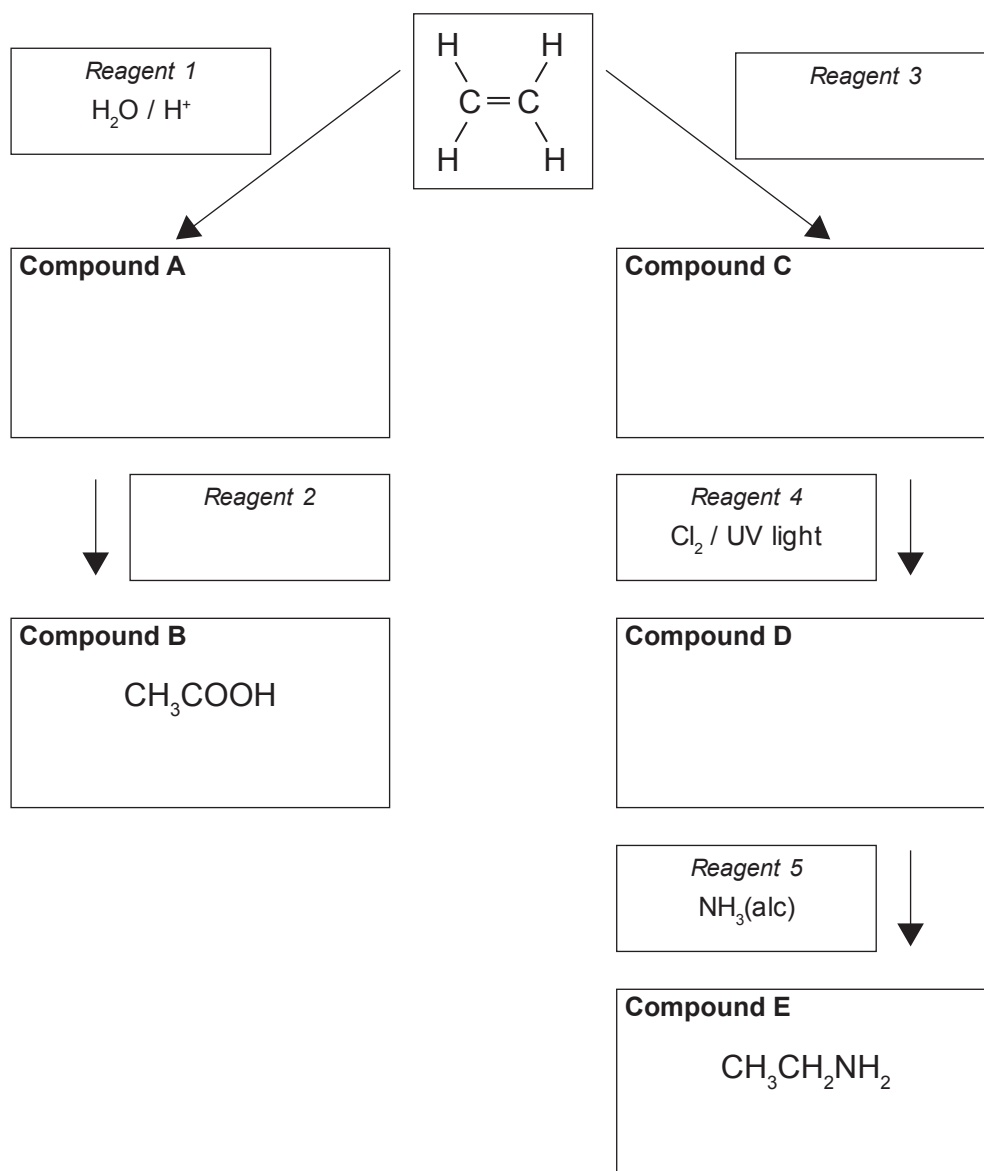 Reagent 1
H₂O / H⁺
H H
C=C
H H
Reagent 3
Compound A
Compound C
Reagent 2
Reagent 4
Cl₂ / UV light
Compound B
CH₃COOH
Compound D
Reagent 5
NH₃(alc)
Compound E
CH₃CH₂NH₂